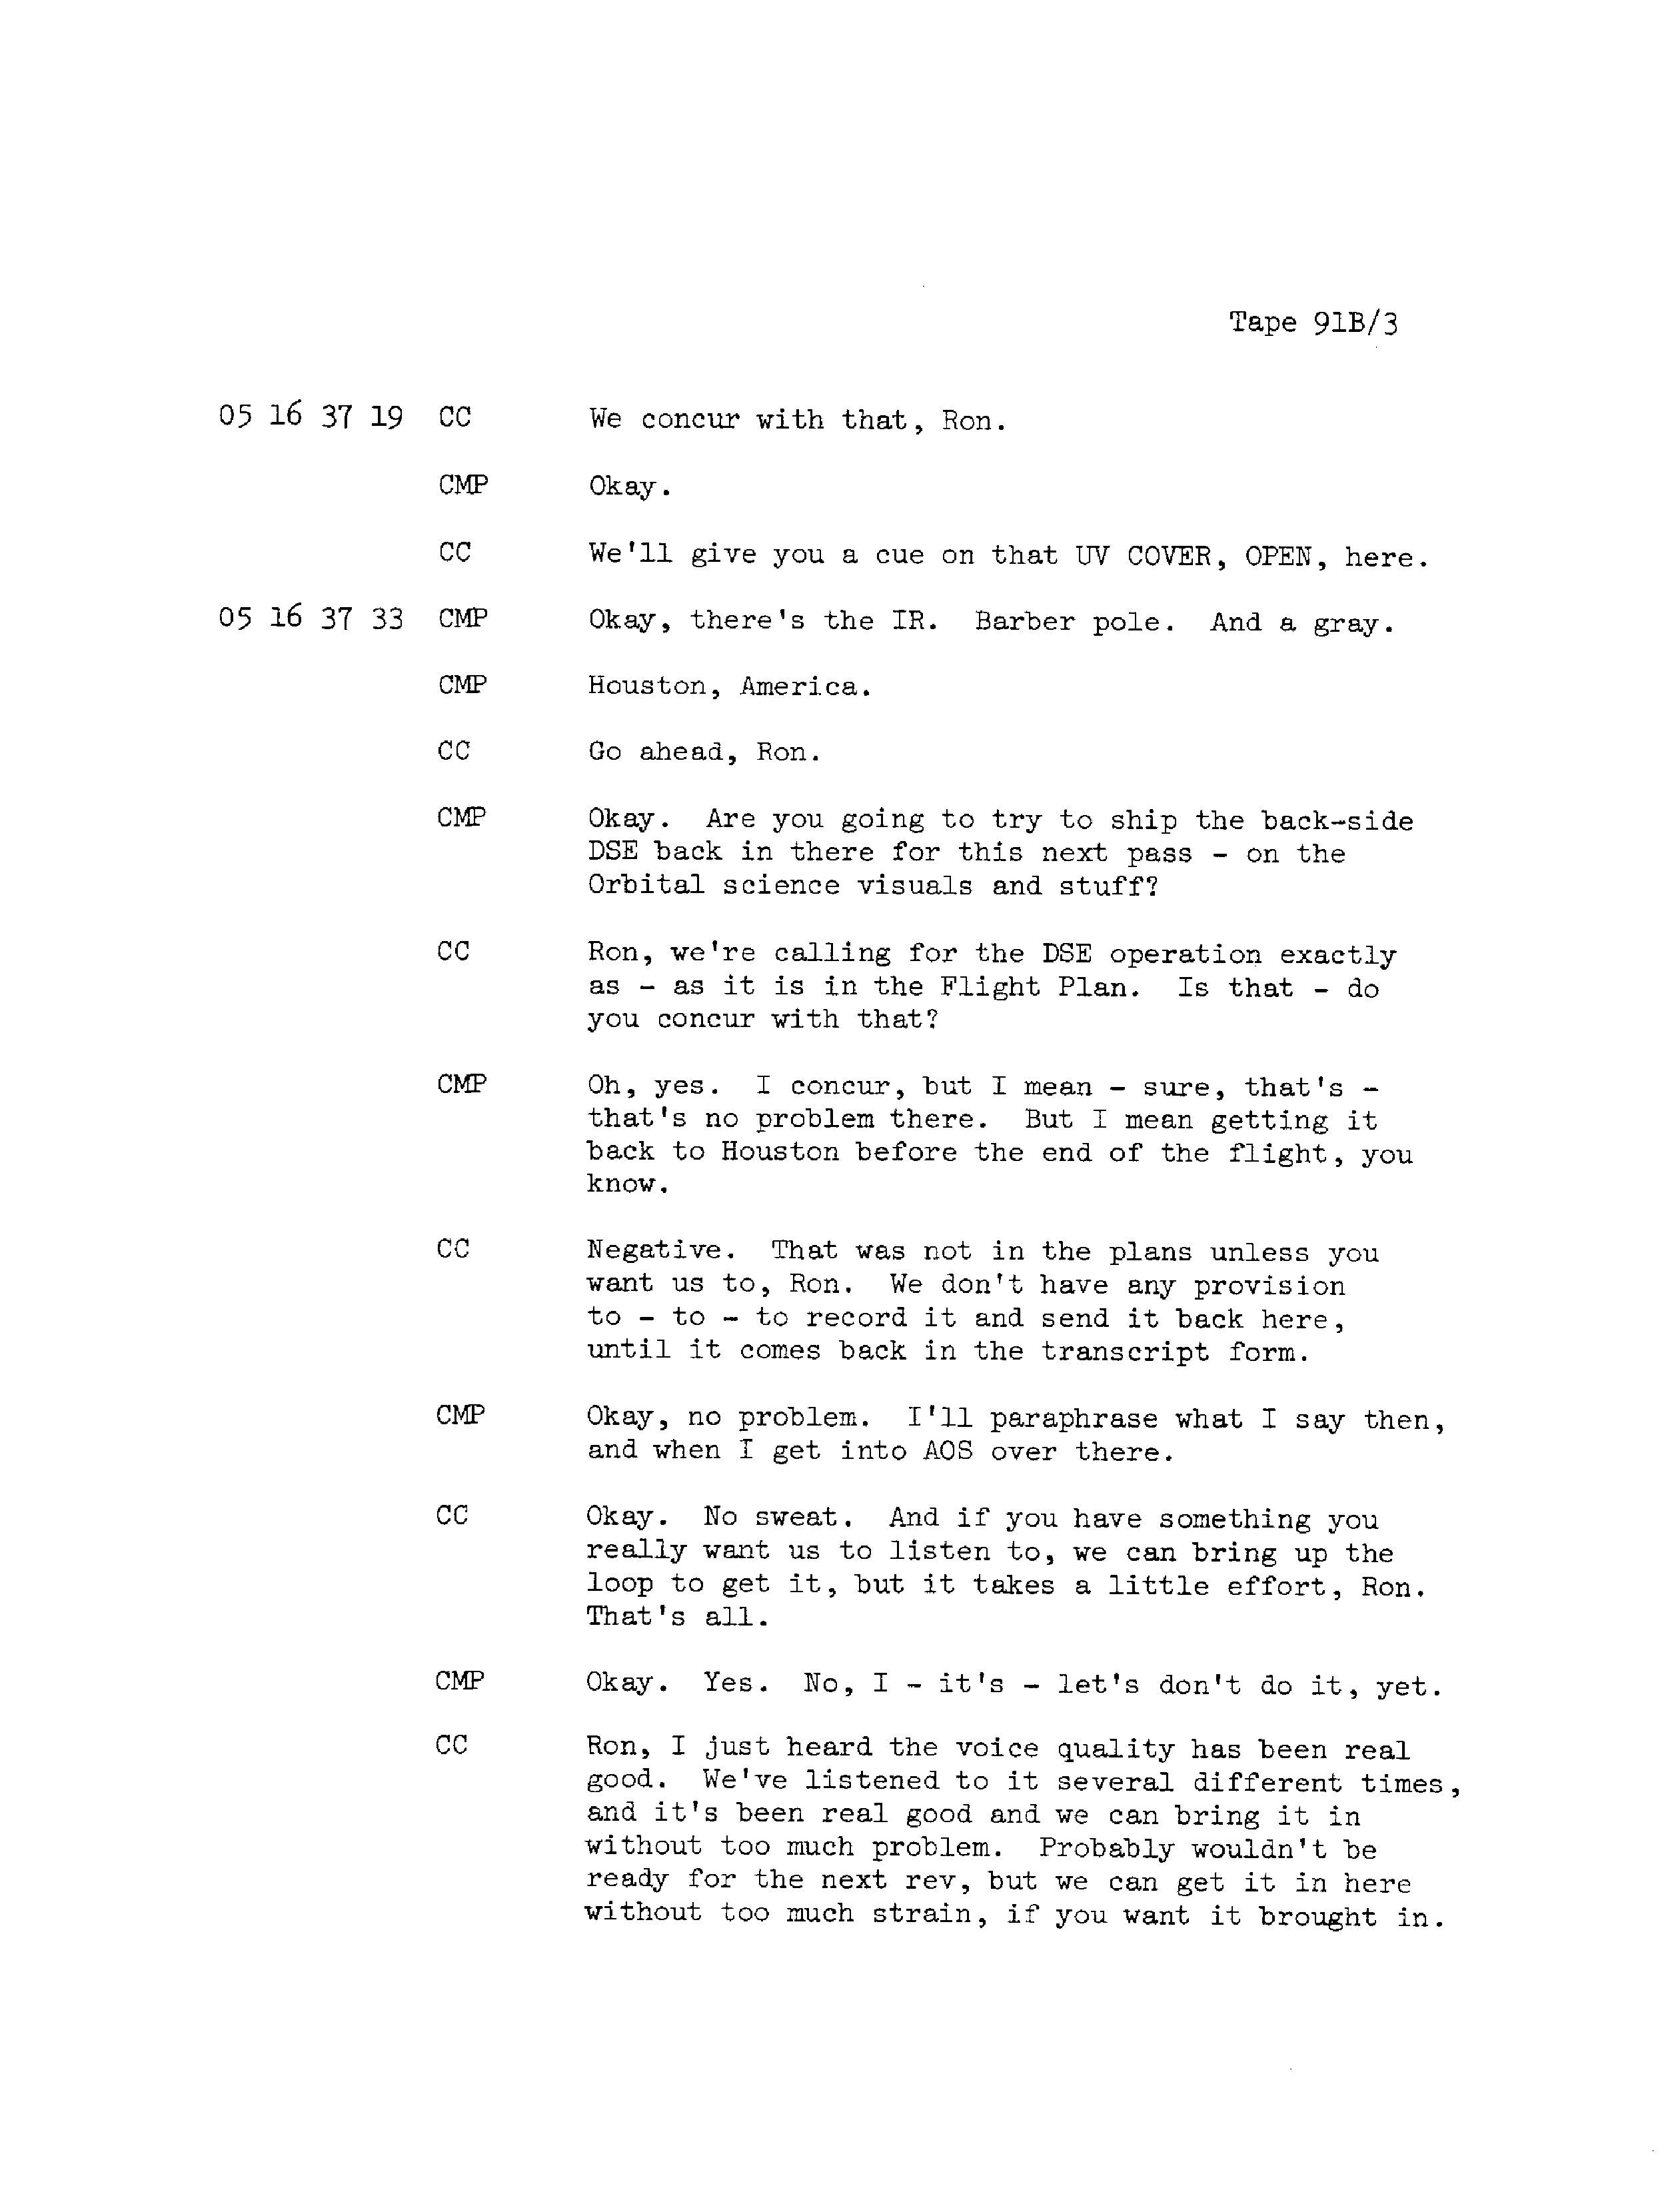 Tape 91B/3
05 16 37 19 CC We concur with that, Ron.
CMP Okay.
CC We'll give you a cue on that UV COVER, OPEN, here.
05 16 37 33 CMP Okay, there's the IR. Barber pole. And a gray.
CMP Houston, America.
CC Go ahead, Ron.
CMP Okay. Are you going to try to ship the back-side
DSE back in there for this next pass - on the
Orbital science visuals and stuff?
CC Ron, we're calling for the DSE operation exactly
as - as it is in the Flight Plan. Is that - do
you concur with that?
CMP Oh, yes. I concur, but I mean - sure, that's -
that's no problem there. But I mean getting it
back to Houston before the end of the flight, you
know.
CC Negative. That was not in the plans unless you
want us to, Ron. We don't have any provision
to - to - to record it and send it back here,
until it comes back in the transcript form.
CMP Okay, no problem. I'll paraphrase what I say then,
and when I get into AOS over there.
CC Okay. No sweat. And if you have something you
really want us to listen to, we can bring up the
loop to get it, but it takes a little effort, Ron.
That's all.
CMP Okay. Yes. No, I - it's - let's don't do it, yet.
CC Ron, I just heard the voice quality has been real
good. We've listened to it several different times,
and it's been real good and we can bring it in
without too much problem. Probably wouldn't be
ready for the next rev, but we can get it in here
without too much strain, if you want it brought in.